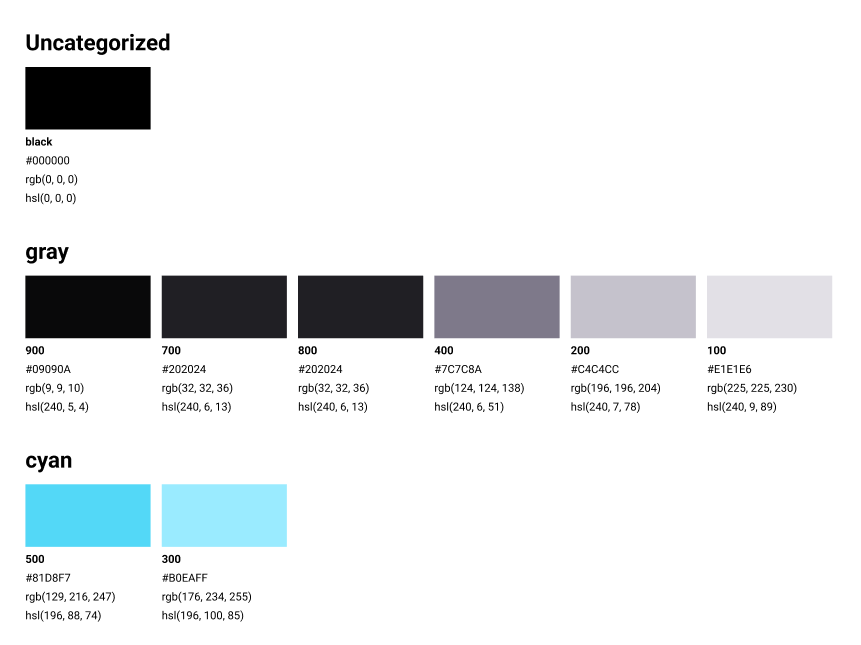 Uncategorized
black
#000000
rgb(0, 0, 0)
hsl(0, 0, 0)
gray
900
#09090A
rgb(9, 9, 10)
hsl(240, 5, 4)
700
#202024
rgb(32, 32, 36)
hsl(240, 6, 13)
800
#202024
rgb(32, 32, 36)
hsl(240, 6, 13)
400
#7C7C8A
rgb(124, 124, 138)
hsl(240, 6, 51)
200
#C4C4CC
rgb(196, 196, 204)
hsl(240, 7, 78)
100
#E1E1E6
rgb(225, 225, 230)
hsl(240, 9, 89)
cyan
500
#81D8F7
rgb(129, 216, 247)
hsl(196, 88, 74)
300
#B0EAFF
rgb(176, 234, 255)
hsl(196, 100, 85)